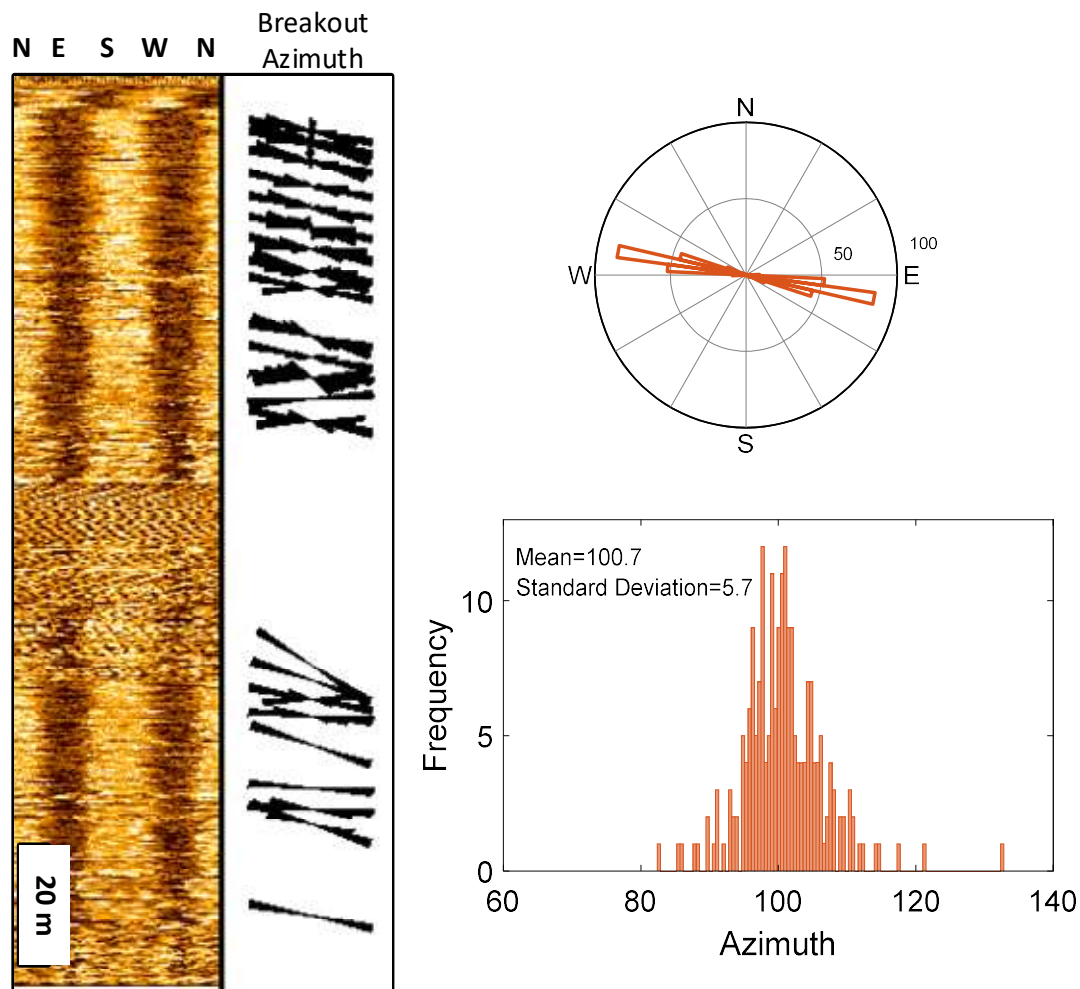 N E S W N
Breakout
Azimuth
20 m
N
50
100
W
E
S
Mean=100.7
Standard Deviation=5.7
10
5
0
Frequency
60 80 100 120 140
Azimuth